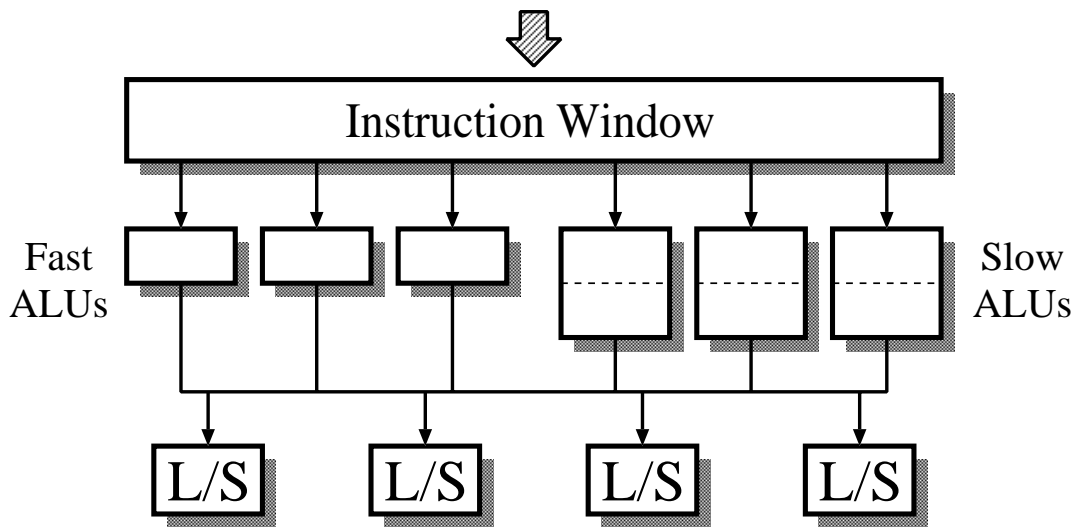 Instruction Window
Fast
ALUs
Slow
ALUs
L/S
L/S
L/S
L/S